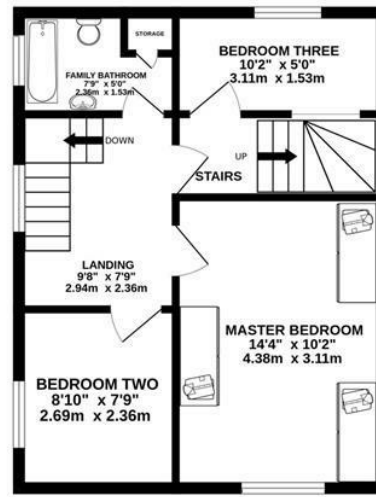 STORAGE
BEDROOM THREE
10'2" x 5'0"
3.11m x 1.53m
FAMILY BATHROOM
7'9" x 5'0"
2.36m x 1.53m
DOWN
UP
STAIRS
LANDING
9'8" x 7'9"
2.94m x 2.36m
MASTER BEDROOM
14'4" x 10'2"
4.38m x 3.11m
BEDROOM TWO
8'10" x 7'9"
2.69m x 2.36m